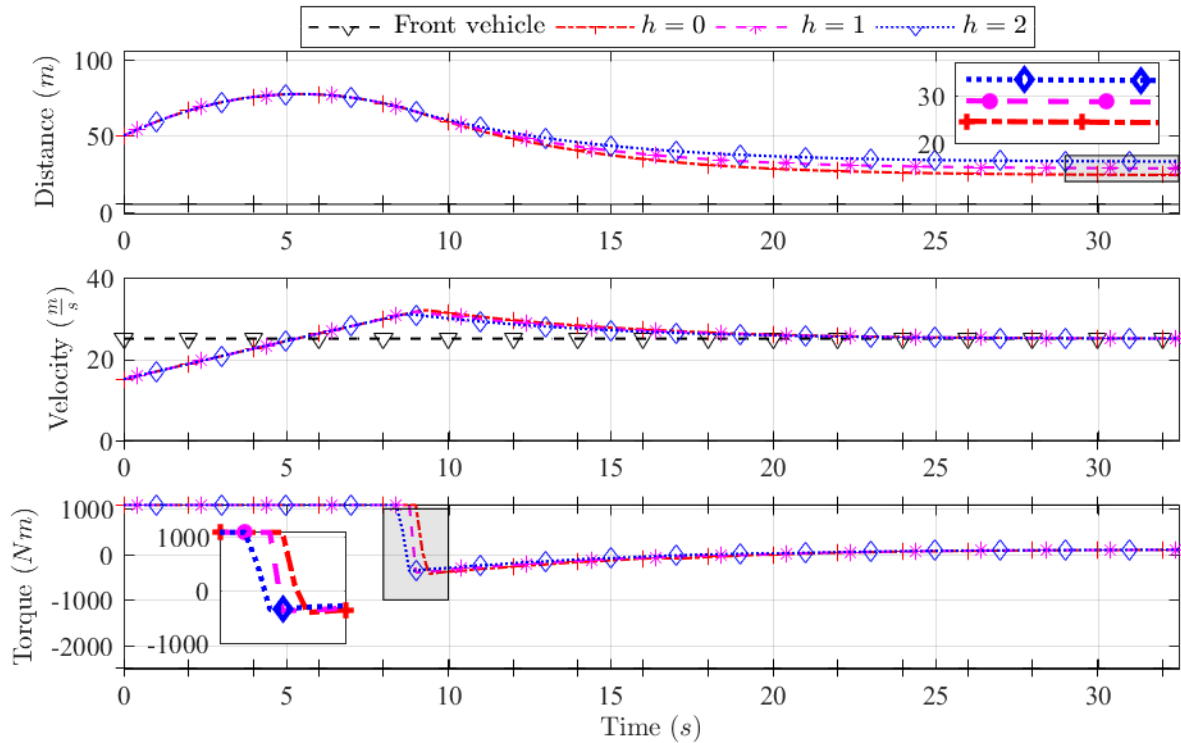 Front vehicle h = 0 h = 1 h = 2
Distance (m)
100
50
0
30
20
0 5 10 15 20 25 30
Velocity (m/s)
40
20
0
0 5 10 15 20 25 30
Torque (Nm)
1000
0
-1000
-2000
1000
0
-1000
0 5 10 15 20 25 30
Time (s)